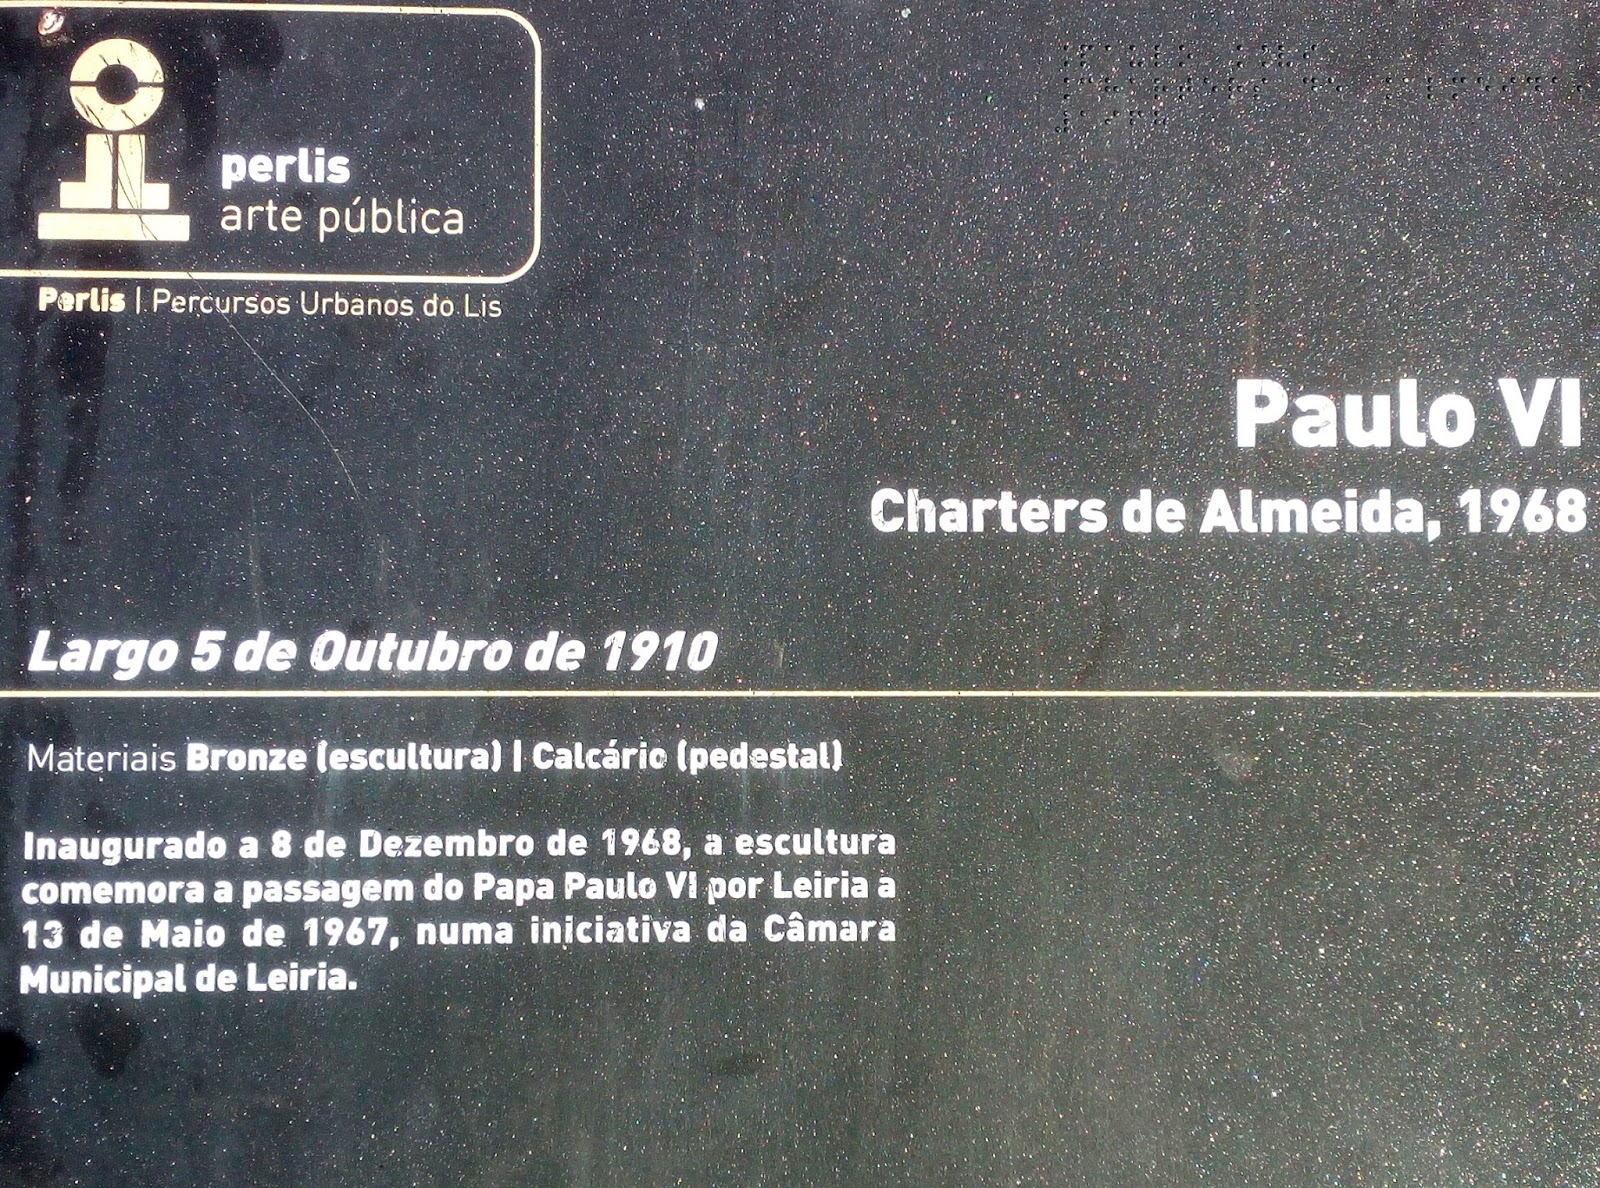 perlis
arte pública
Perlis | Percursos Urbanos do Lis
Paulo VI
Charters de Almeida, 1968
Largo 5 de Outubro de 1910
Materiais Bronze (escultura) | Calcário (pedestal)
Inaugurado a 8 de Dezembro de 1968, a escultura
comemora a passagem do Papa Paulo VI por Leiria a
13 de Maio de 1967, numa iniciativa da Câmara
Municipal de Leiria.